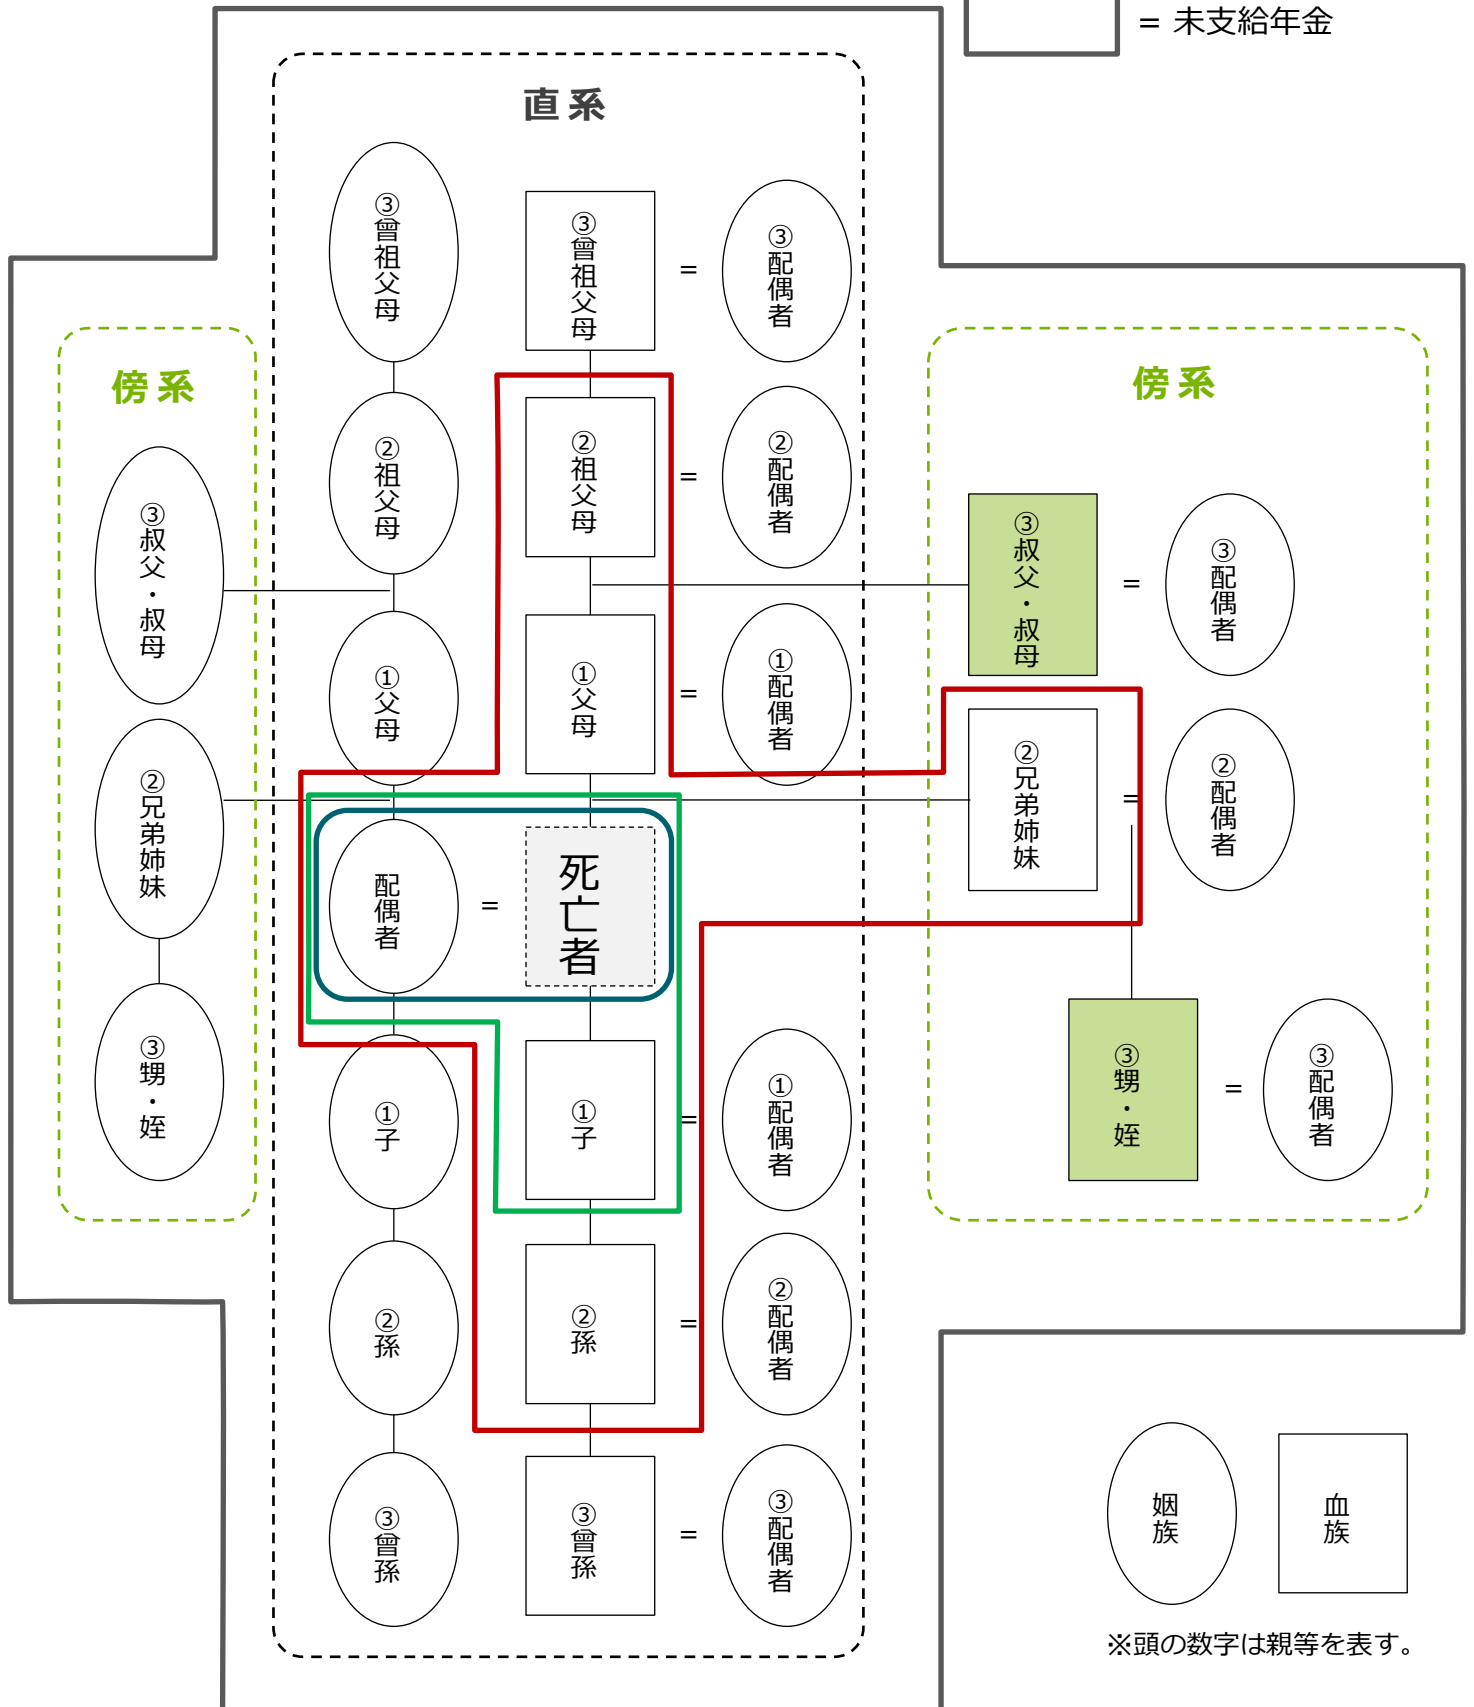 = 未支給年金
直系
③曾祖父母
③曾祖父母
=
③配偶者
傍系
傍系
②祖父母
②祖父母
=
②配偶者
③叔父・叔母
③叔父・叔母
=
③配偶者
①父母
①父母
=
①配偶者
②兄弟姉妹
②兄弟姉妹
=
②配偶者
配偶者
=
死亡者
③甥・姪
③甥・姪
=
③配偶者
①子
①子
=
①配偶者
②孫
②孫
=
②配偶者
③曾孫
③曾孫
=
③配偶者
姻族
血族
※頭の数字は親等を表す。